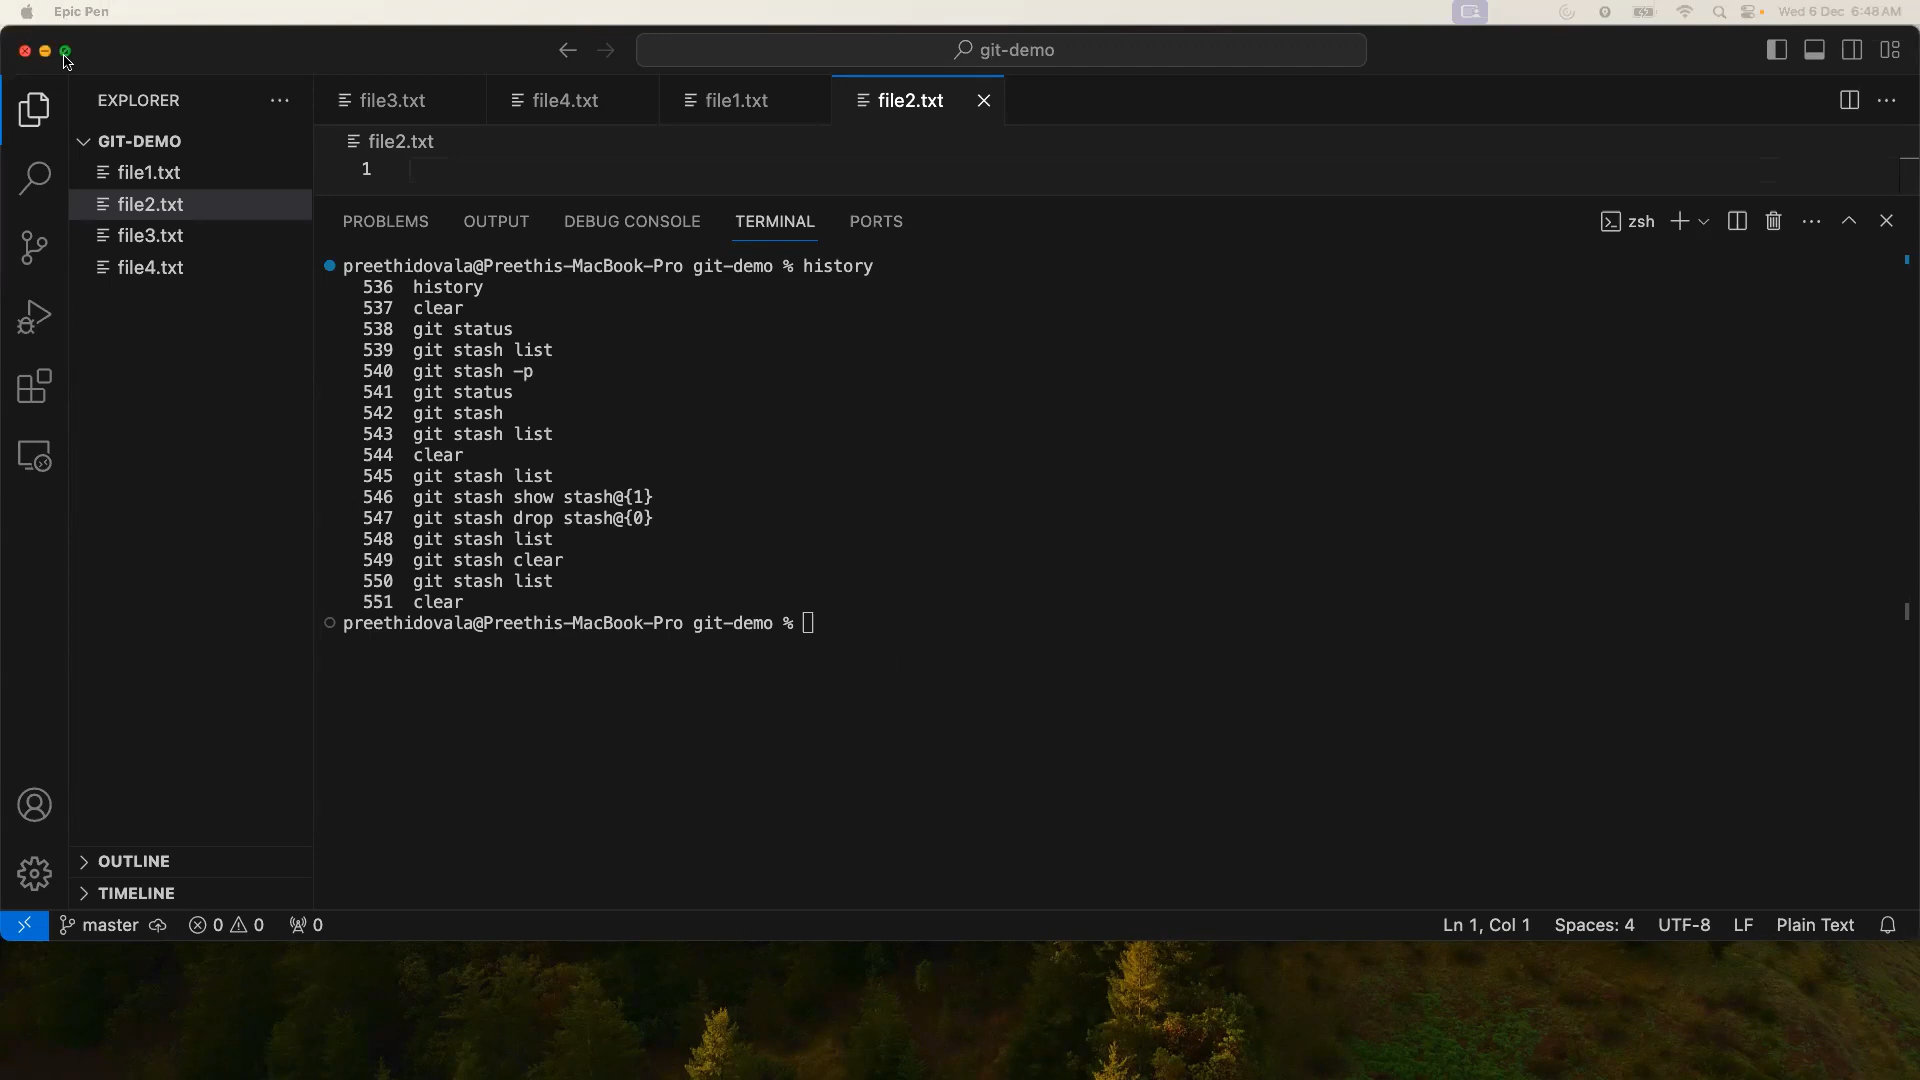 Epic Pen
Wed 6 Dec 6:48 AM
git-demo
EXPLORER
file3.txt
file4.txt
file1.txt
file2.txt
GIT-DEMO
file1.txt
file2.txt
file3.txt
file4.txt
file2.txt
1
PROBLEMS OUTPUT DEBUG CONSOLE TERMINAL PORTS
zsh
preethidovala@Preethis-MacBook-Pro git-demo % history
536 history
537 clear
538 git status
539 git stash list
540 git stash -p
541 git status
542 git stash
543 git stash list
544 clear
545 git stash list
546 git stash show stash@{1}
547 git stash drop stash@{0}
548 git stash list
549 git stash clear
550 git stash list
551 clear
preethidovala@Preethis-MacBook-Pro git-demo %
OUTLINE
TIMELINE
master 0 0 0
Ln 1, Col 1 Spaces: 4 UTF-8 LF Plain Text